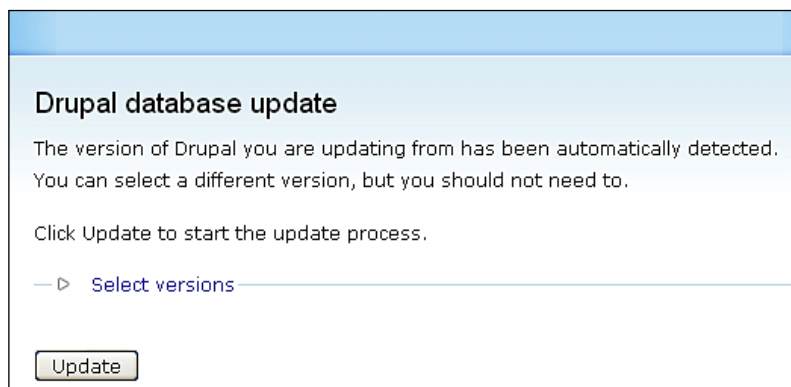 Drupal database update
The version of Drupal you are updating from has been automatically detected.
You can select a different version, but you should not need to.
Click Update to start the update process.
Select versions
Update